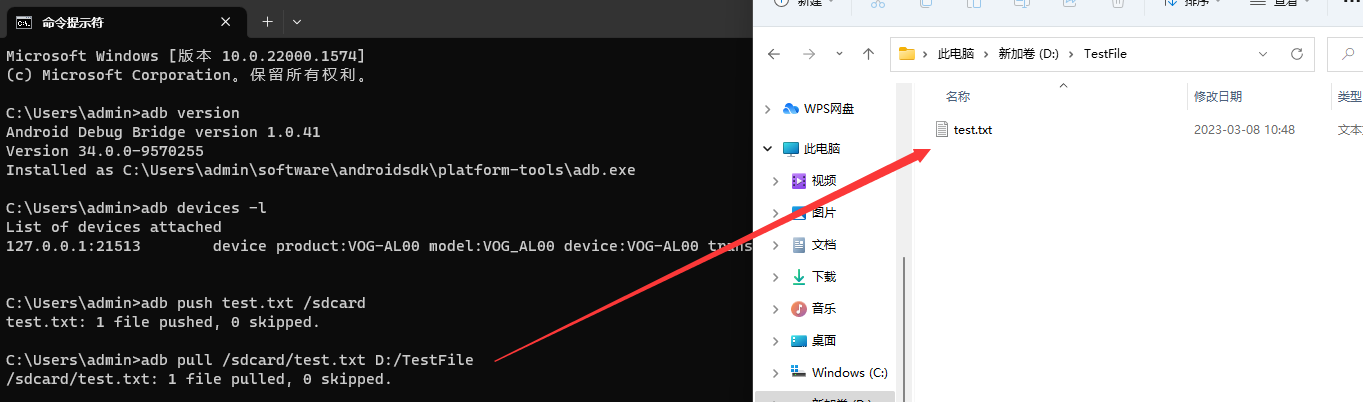 命令提示符
Microsoft Windows [版本 10.0.22000.1574]
(c) Microsoft Corporation。保留所有权利。
C:\Users\admin>adb version
Android Debug Bridge version 1.0.41
Version 34.0.0-9570255
Installed as C:\Users\admin\software\androidsdk\platform-tools\adb.exe
C:\Users\admin>adb devices -l
List of devices attached
127.0.0.1:21513 device product:VOG-AL00 model:VOG_AL00 device:VOG-AL00 trans
C:\Users\admin>adb push test.txt /sdcard
test.txt: 1 file pushed, 0 skipped.
C:\Users\admin>adb pull /sdcard/test.txt D:/TestFile
/sdcard/test.txt: 1 file pulled, 0 skipped.
新建
排序
查看
此电脑 > 新加卷 (D:) > TestFile
名称 修改日期 类型
test.txt 2023-03-08 10:48 文本
WPS网盘
此电脑
视频
图片
文档
下载
音乐
桌面
Windows (C:)
新加卷 (D:)